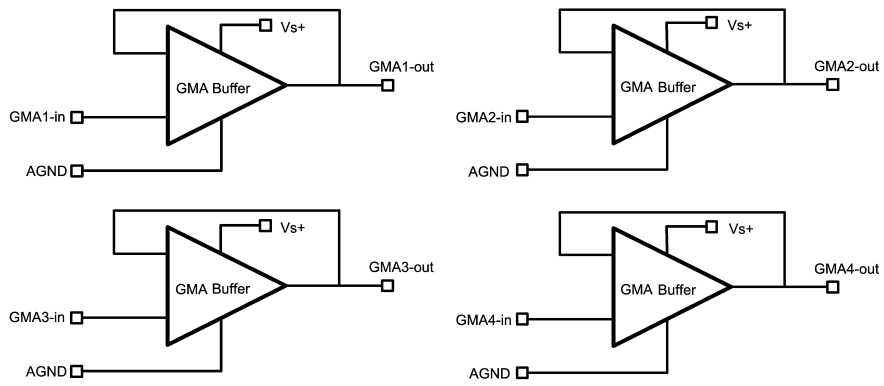 Vs+
GMA1-out
GMA Buffer
GMA1-in
AGND
Vs+
GMA2-out
GMA Buffer
GMA2-in
AGND
Vs+
GMA3-out
GMA Buffer
GMA3-in
AGND
Vs+
GMA4-out
GMA Buffer
GMA4-in
AGND